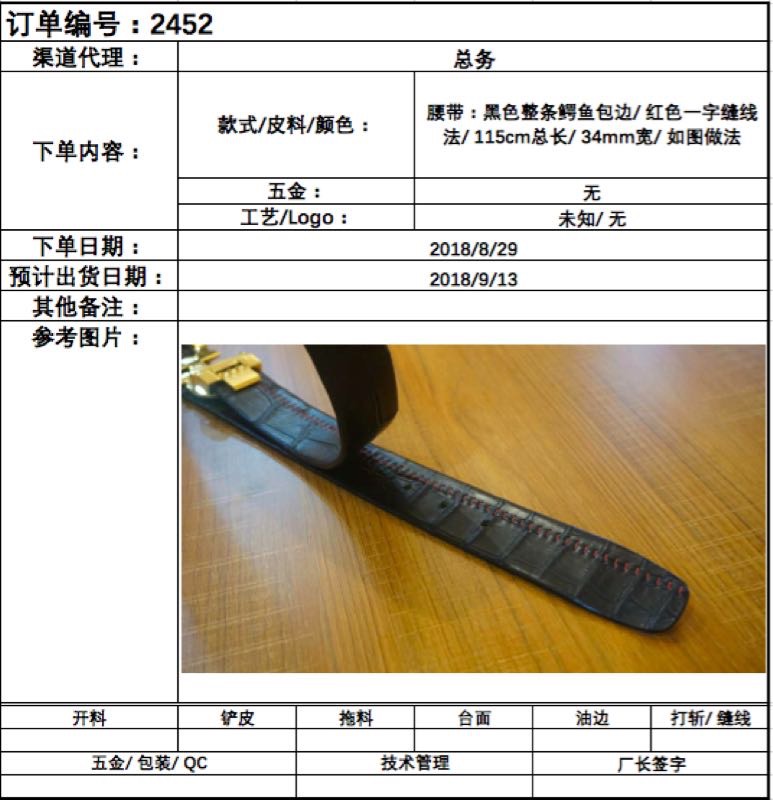 订单编号：2452
渠道代理：
总务
下单内容：
款式/皮料/颜色：
腰带：黑色整条鳄鱼包边/ 红色一字缝线
法/ 115cm总长/ 34mm宽/ 如图做法
五金：
无
工艺/Logo：
未知/ 无
下单日期：
2018/8/29
预计出货日期：
2018/9/13
其他备注：
参考图片：
开料
铲皮
拖料
台面
油边
打斩/ 缝线
五金/ 包装/ QC
技术管理
厂长签字